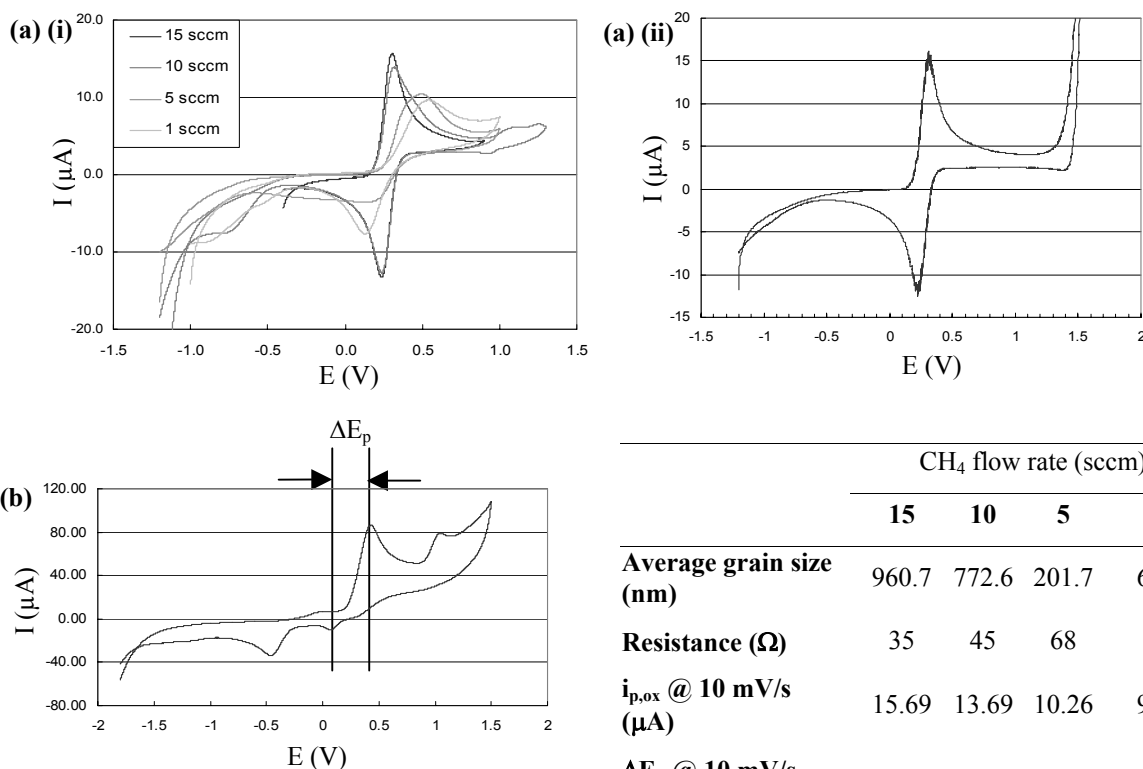 (a) (i)
20.0
10.0
0.0
-10.0
-20.0
I (µA)
15 sccm
10 sccm
5 sccm
1 sccm
-1.5 -1.0 -0.5 0.0 0.5 1.0 1.5
E (V)
(a) (ii)
20
15
10
5
0
-5
-10
-15
I (µA)
-1.5 -1 -0.5 0 0.5 1 1.5 2
E (V)
(b)
ΔEp
120.00
80.00
40.00
0.00
-40.00
-80.00
I (µA)
-2 -1.5 -1 -0.5 0 0.5 1 1.5 2
E (V)
CH4 flow rate (sccm)
15 10 5
Average grain size
(nm) 960.7 772.6 201.7 6
Resistance (Ω) 35 45 68
ip,ox @ 10 mV/s
(µA) 15.69 13.69 10.26 9
@ 10 mV/s